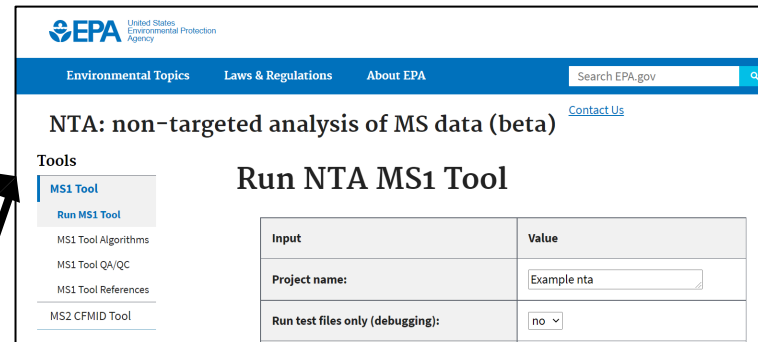 EPA
United States
Environmental Protection
Agency
Environmental Topics Laws & Regulations About EPA Search EPA.gov
NTA: non-targeted analysis of MS data (beta) Contact Us
Tools
Run NTA MS1 Tool
MS1 Tool
Run MS1 Tool
MS1 Tool Algorithms
MS1 Tool QA/QC
MS1 Tool References
MS2 CFMID Tool
Input Value
Project name: Example nta
Run test files only (debugging): no